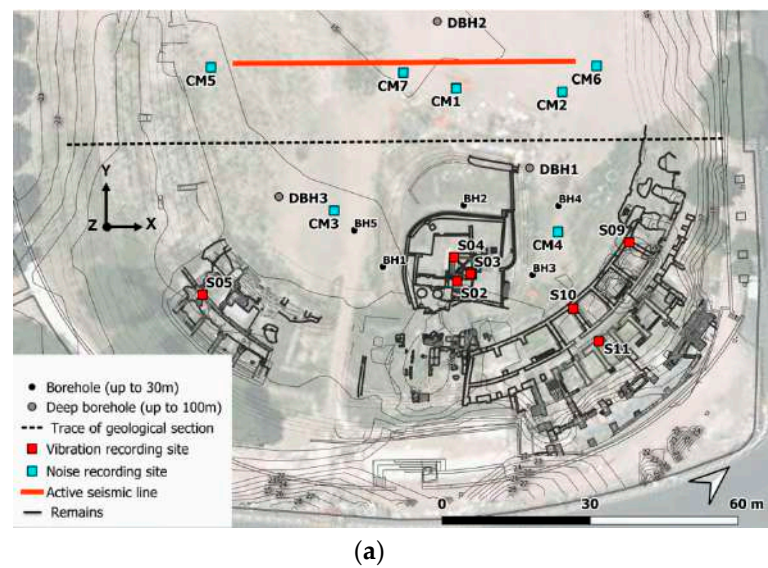 DBH2
CM5
CM7
CM1
CM2
CM6
Y
Z
X
DBH3
CM3
BH5
BH1
BH2
DBH1
BH4
CM4
BH3
S04
S03
S02
S05
S09
S10
S11
Borehole (up to 30m)
Deep borehole (up to 100m)
Trace of geological section
Vibration recording site
Noise recording site
Active seismic line
Remains
0
30
60 m
(a)